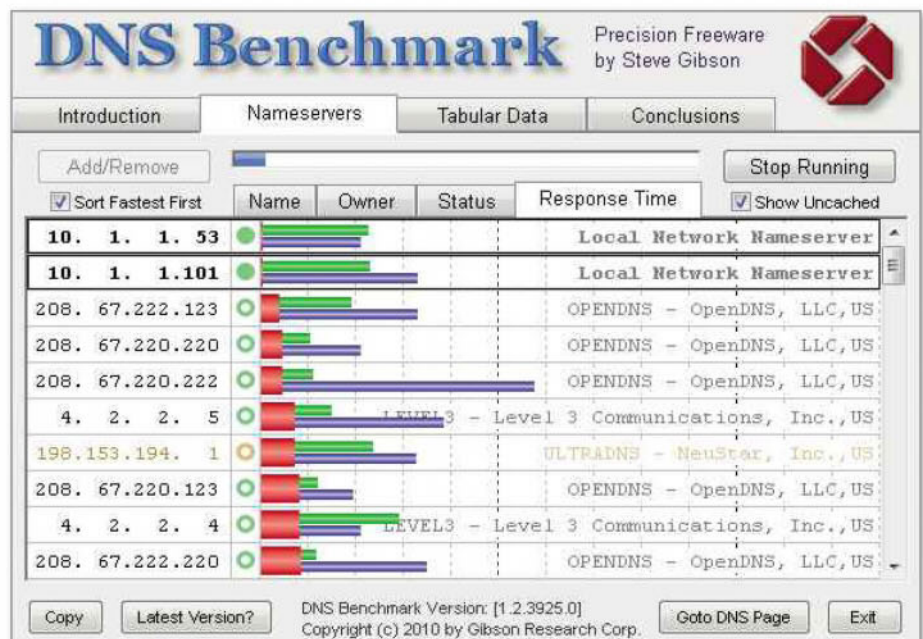 DNS Benchmark
Precision Freeware
by Steve Gibson
Introduction
Nameservers
Tabular Data
Conclusions
Add/Remove
Stop Running
Sort Fastest First
Name
Owner
Status
Response Time
Show Uncached
10. 1. 1. 53 Local Network Nameserver
10. 1. 1.101 Local Network Nameserver
208. 67.222.123 OPENDNS - OpenDNS, LLC,US
208. 67.220.220 OPENDNS - OpenDNS, LLC,US
208. 67.220.222 OPENDNS - OpenDNS, LLC,US
4. 2. 2. 5 LEVEL3 - Level 3 Communications, Inc.,US
198.153.194. 1 ULTRADNS - NeuStar, Inc.,US
208. 67.220.123 OPENDNS - OpenDNS, LLC,US
4. 2. 2. 4 LEVEL3 - Level 3 Communications, Inc.,US
208. 67.222.220 OPENDNS - OpenDNS, LLC,US
Copy
Latest Version?
DNS Benchmark Version: [1.2.3925.0]
Copyright (c) 2010 by Gibson Research Corp.
Goto DNS Page
Exit